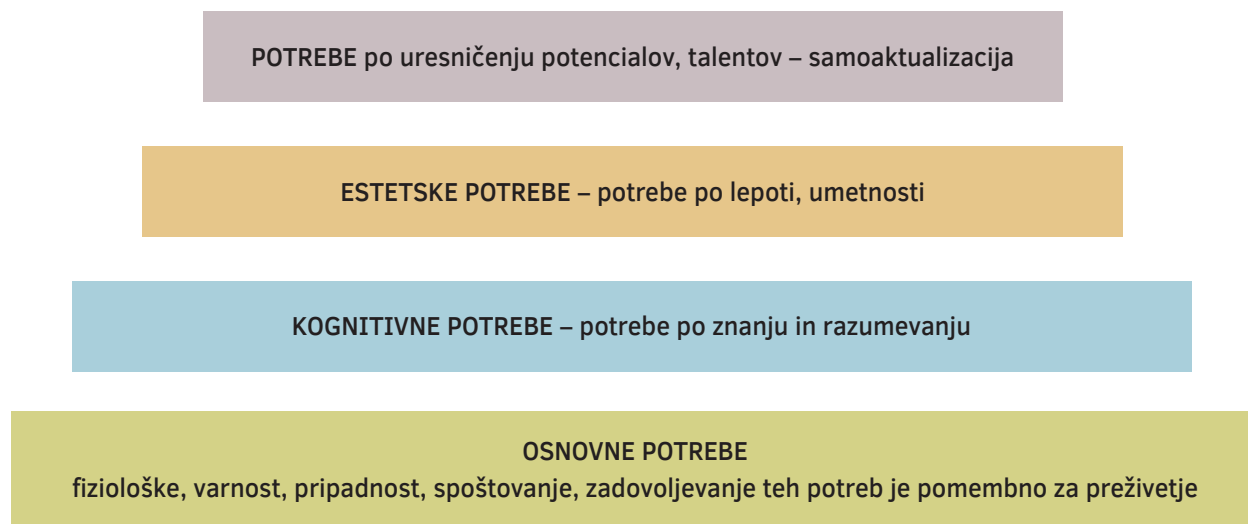 POTREBE po uresničenju potencialov, talentov – samoaktualizacija
ESTETSKE POTREBE – potrebe po lepoti, umetnosti
KOGNITIVNE POTREBE – potrebe po znanju in razumevanju
OSNOVNE POTREBE
fiziološke, varnost, pripadnost, spoštovanje, zadovoljevanje teh potreb je pomembno za preživetje